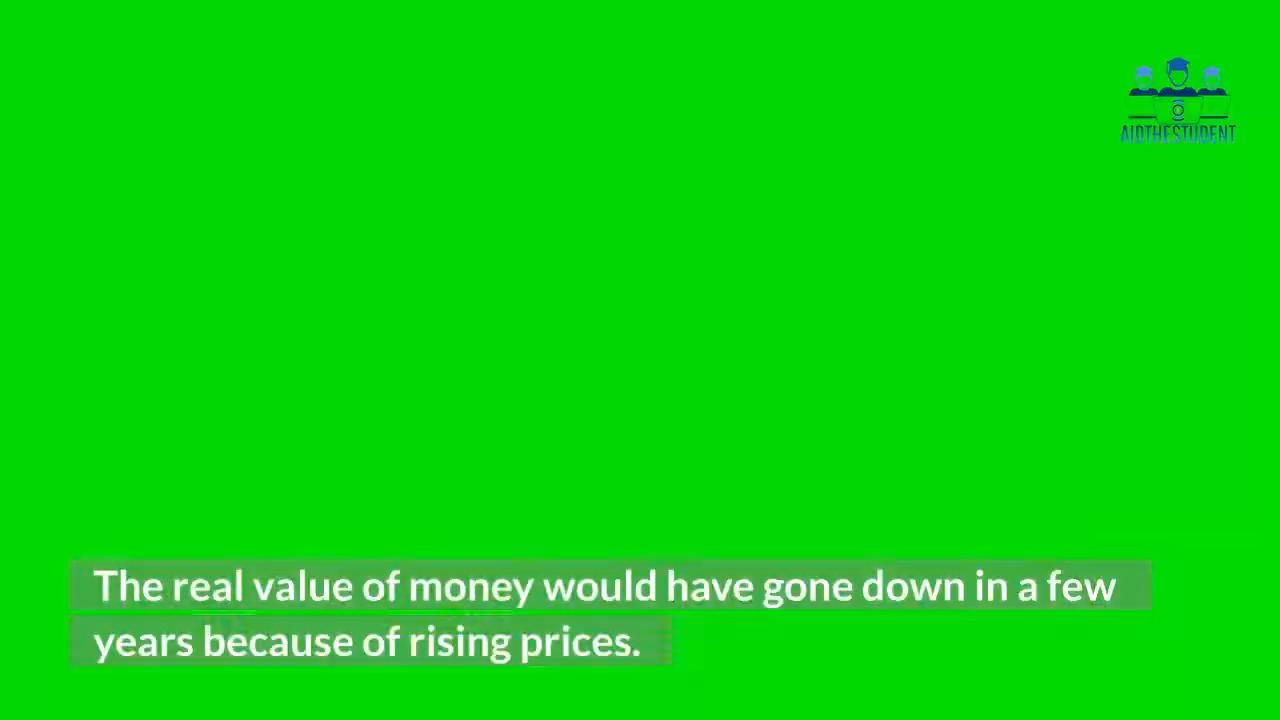 AIDTHESTUDENT
The real value of money would have gone down in a few
years because of rising prices.